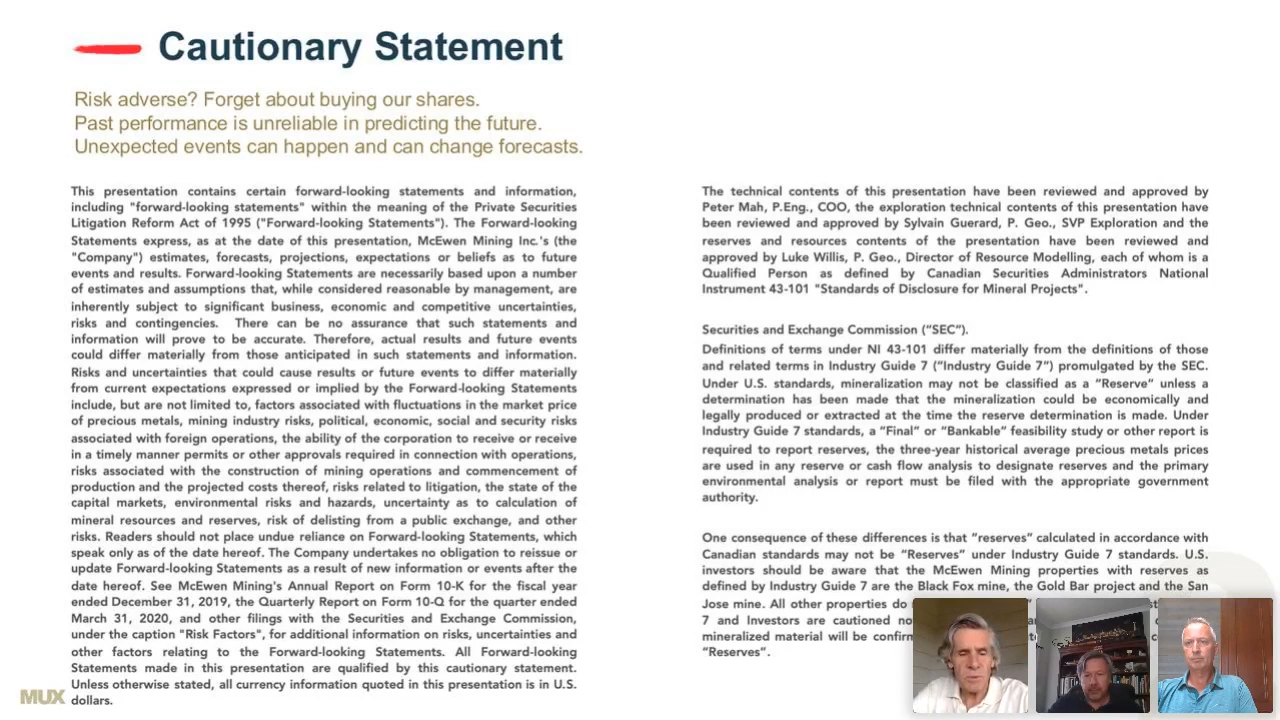 Cautionary Statement
Risk adverse? Forget about buying our shares.
Past performance is unreliable in predicting the future.
Unexpected events can happen and can change forecasts.
This presentation contains certain forward-looking statements and information,
including "forward-looking statements" within the meaning of the Private Securities
Litigation Reform Act of 1995 ("Forward-looking Statements"). The Forward-looking
Statements express, as at the date of this presentation, McEwen Mining Inc.'s (the
"Company") estimates, forecasts, projections, expectations or beliefs as to future
events and results. Forward-looking Statements are necessarily based upon a number
of estimates and assumptions that, while considered reasonable by management, are
inherently subject to significant business, economic and competitive uncertainties,
risks and contingencies. There can be no assurance that such statements and
information will prove to be accurate. Therefore, actual results and future events
could differ materially from those anticipated in such statements and information.
Risks and uncertainties that could cause results or future events to differ materially
from current expectations expressed or implied by the Forward-looking Statements
include, but are not limited to, factors associated with fluctuations in the market price
of precious metals, mining industry risks, political, economic, social and security risks
associated with foreign operations, the ability of the corporation to receive or receive
in a timely manner permits or other approvals required in connection with operations,
risks associated with the construction of mining operations and commencement of
production and the projected costs thereof, risks related to litigation, the state of the
capital markets, environmental risks and hazards, uncertainty as to calculation of
mineral resources and reserves, risk of delisting from a public exchange, and other
risks. Readers should not place undue reliance on Forward-looking Statements, which
speak only as of the date hereof. The Company undertakes no obligation to reissue or
update Forward-looking Statements as a result of new information or events after the
date hereof. See McEwen Mining's Annual Report on Form 10-K for the fiscal year
ended December 31, 2019, the Quarterly Report on Form 10-Q for the quarter ended
March 31, 2020, and other filings with the Securities and Exchange Commission,
under the caption "Risk Factors", for additional information on risks, uncertainties and
other factors relating to the Forward-looking Statements. All Forward-looking
Statements made in this presentation are qualified by this cautionary statement.
Unless otherwise stated, all currency information quoted in this presentation is in U.S.
dollars.
The technical contents of this presentation have been reviewed and approved by
Peter Mah, P.Eng., COO, the exploration technical contents of this presentation have
been reviewed and approved by Sylvain Guerard, P. Geo., SVP Exploration and the
reserves and resources contents of the presentation have been reviewed and
approved by Luke Willis, P. Geo., Director of Resource Modelling, each of whom is a
Qualified Person as defined by Canadian Securities Administrators National
Instrument 43-101 "Standards of Disclosure for Mineral Projects".
Securities and Exchange Commission ("SEC").
Definitions of terms under NI 43-101 differ materially from the definitions of those
and related terms in Industry Guide 7 ("Industry Guide 7") promulgated by the SEC.
Under U.S. standards, mineralization may not be classified as a "Reserve" unless a
determination has been made that the mineralization could be economically and
legally produced or extracted at the time the reserve determination is made. Under
Industry Guide 7 standards, a "Final" or "Bankable" feasibility study or other report is
required to report reserves, the three-year historical average precious metals prices
are used in any reserve or cash flow analysis to designate reserves and the primary
environmental analysis or report must be filed with the appropriate government
authority.
One consequence of these differences is that "reserves" calculated in accordance with
Canadian standards may not be "Reserves" under Industry Guide 7 standards. U.S.
investors should be aware that the McEwen Mining properties with reserves as
defined by Industry Guide 7 are the Black Fox mine, the Gold Bar project and the San
Jose mine. All other properties do
7 and Investors are cautioned
mineralized material will be
"Reserves".
MUX